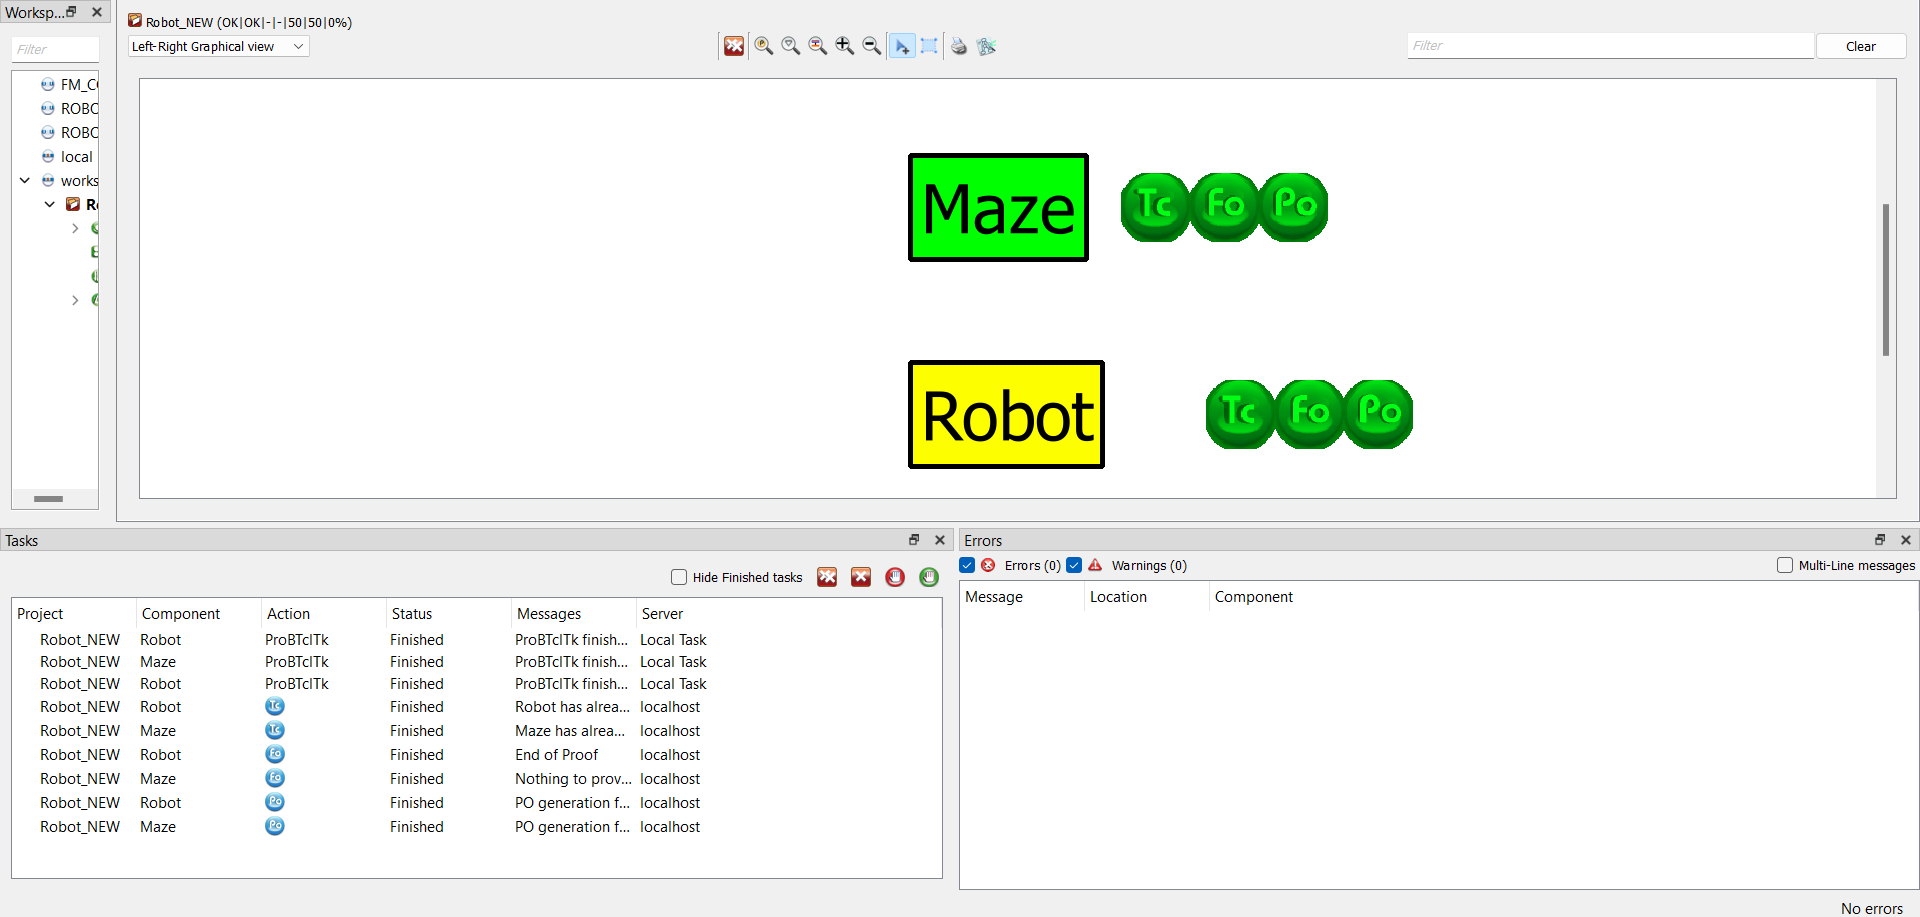 Worksp...
Filter
FM_C
ROBC
ROBC
local
works
R
Robot_NEW (OK|OK|-|-|50|50|0%)
Left-Right Graphical view
Filter
Clear
Maze
Tc Fo Po
Robot
Tc Fo Po
Tasks
Hide Finished tasks
Project Component Action Status Messages Server
Robot_NEW Robot ProBTclTk Finished ProBTclTk finish... Local Task
Robot_NEW Maze ProBTclTk Finished ProBTclTk finish... Local Task
Robot_NEW Robot ProBTclTk Finished ProBTclTk finish... Local Task
Robot_NEW Robot Tc Finished Robot has alrea... localhost
Robot_NEW Maze Tc Finished Maze has alrea... localhost
Robot_NEW Robot Fo Finished End of Proof localhost
Robot_NEW Maze Fo Finished Nothing to prov... localhost
Robot_NEW Robot Po Finished PO generation f... localhost
Robot_NEW Maze Po Finished PO generation f... localhost
Errors
Errors (0) Warnings (0) Multi-Line messages
Message Location Component
No errors